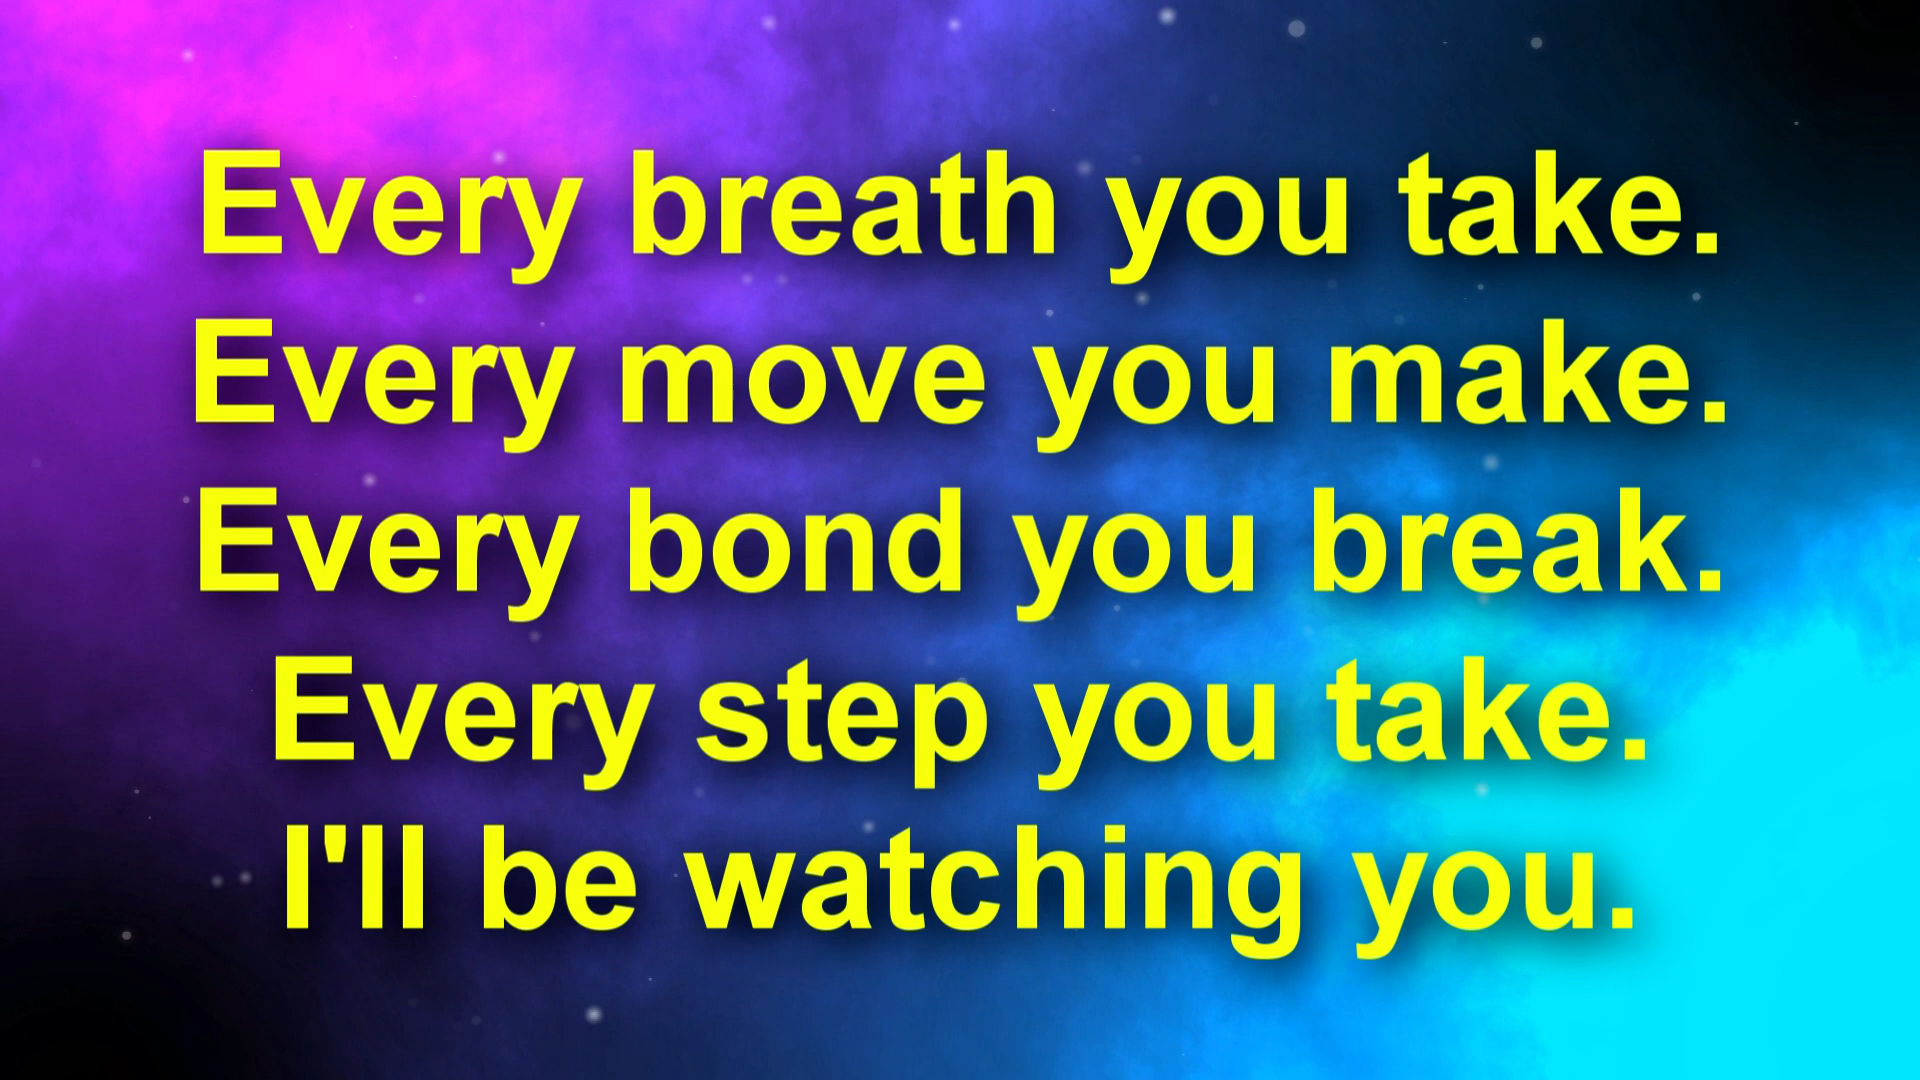 Every breath you take.
Every move you make.
Every bond you break.
Every step you take.
I'll be watching you.